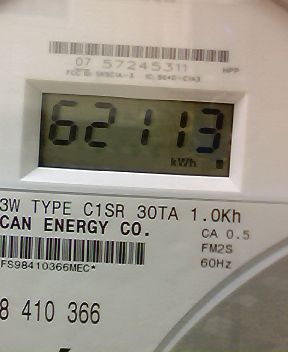 07 57245311
HPP
62113
kWh
3W TYPE C1SR 30TA 1.0Kh
CAN ENERGY CO.
CA 0.5
FM2S
60Hz
FS98410366MEC*
8 410 366